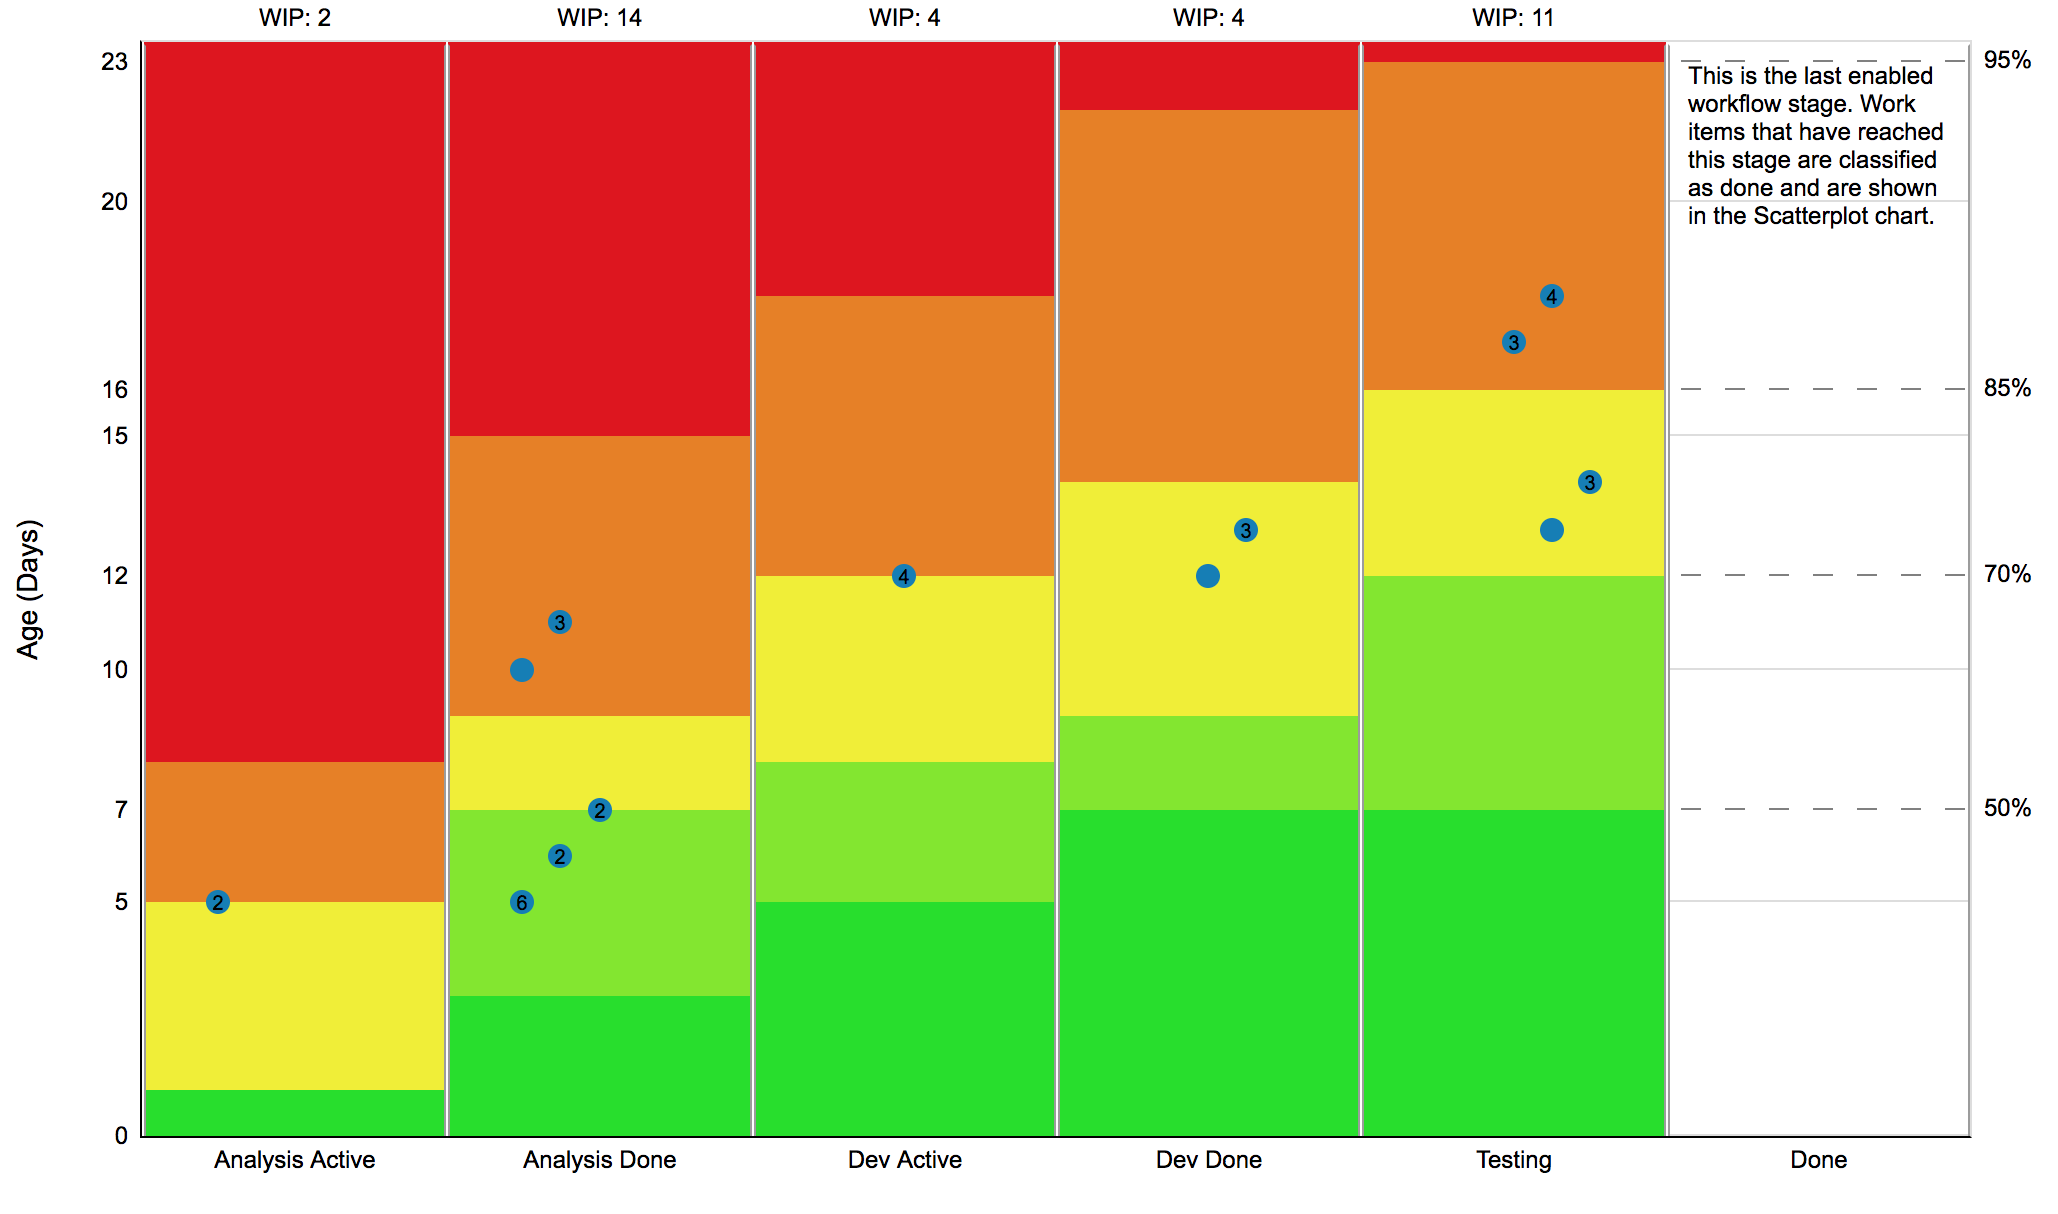 WIP: 2
WIP: 14
WIP: 4
WIP: 4
WIP: 11
23
95%
This is the last enabled
workflow stage. Work
items that have reached
this stage are classified
as done and are shown
in the Scatterplot chart.
20
4
3
16
85%
15
3
3
12
4
70%
3
10
Age (Days)
7
2
50%
2
5
2
6
0
Analysis Active
Analysis Done
Dev Active
Dev Done
Testing
Done